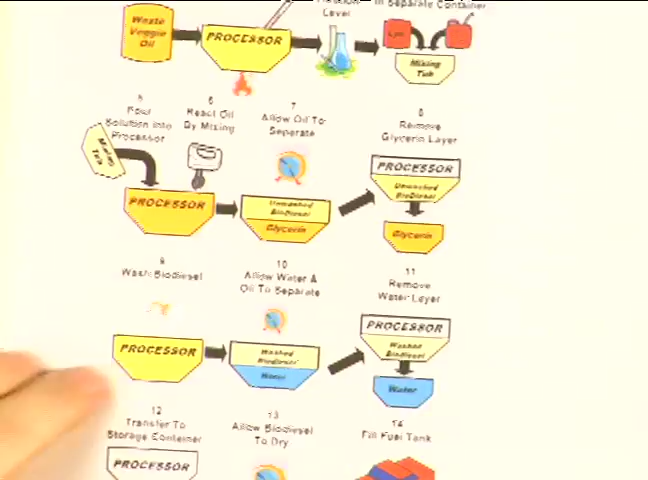 Level
In Separate Container
Waste
Veggie
Oil
PROCESSOR
Lye
Mixing
Tub
5
Pour
Solution Into
Processor
Mixing
Tub
6
React Oil
By Mixing
7
Allow Oil To
Separate
8
Remove
Glycerin Layer
PROCESSOR
Unwashed
BioDiesel
Glycerin
PROCESSOR
Unwashed
BioDiesel
Glycerin
9
Wash Biodiesel
10
Allow Water &
Oil To Separate
11
Remove
Water Layer
PROCESSOR
Washed
Biodiesel
Water
PROCESSOR
Washed
Biodiesel
Water
12
Transfer To
Storage Container
PROCESSOR
13
Allow Biodiesel
To Dry
14
Fill Fuel Tank